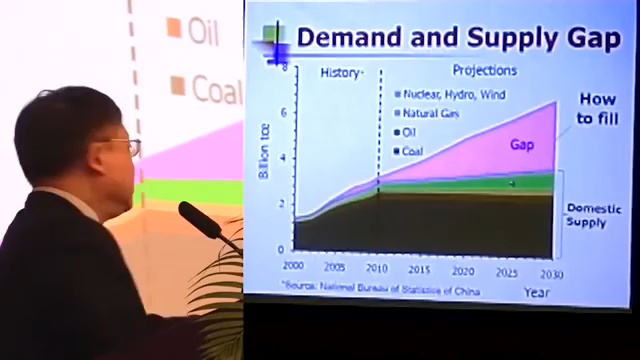 Oil
Coal
Demand and Supply Gap
History
Projections
8
6
4
2
0
Billion tce
Nuclear, Hydro, Wind
Natural Gas
Oil
Coal
Gap
How
to fill
Domestic
Supply
2000 2005 2010 2015 2020 2025 2030
*Source: National Bureau of Statistics of China
Year